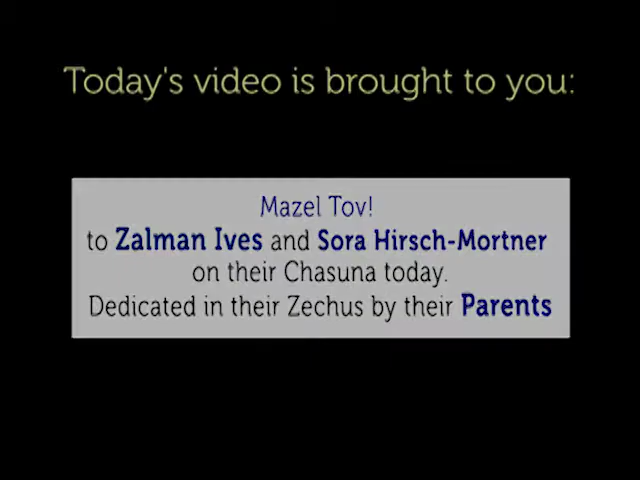 Today's video is brought to you:
Mazel Tov!
to Zalman Ives and Sora Hirsch-Mortner
on their Chasuna today.
Dedicated in their Zechus by their Parents